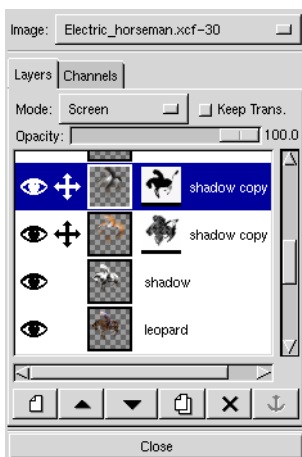 Image: Electric_horseman.xcf-30
Layers Channels
Mode: Screen Keep Trans.
Opacity: 100.0
shadow copy
shadow copy
shadow
leopard
Close